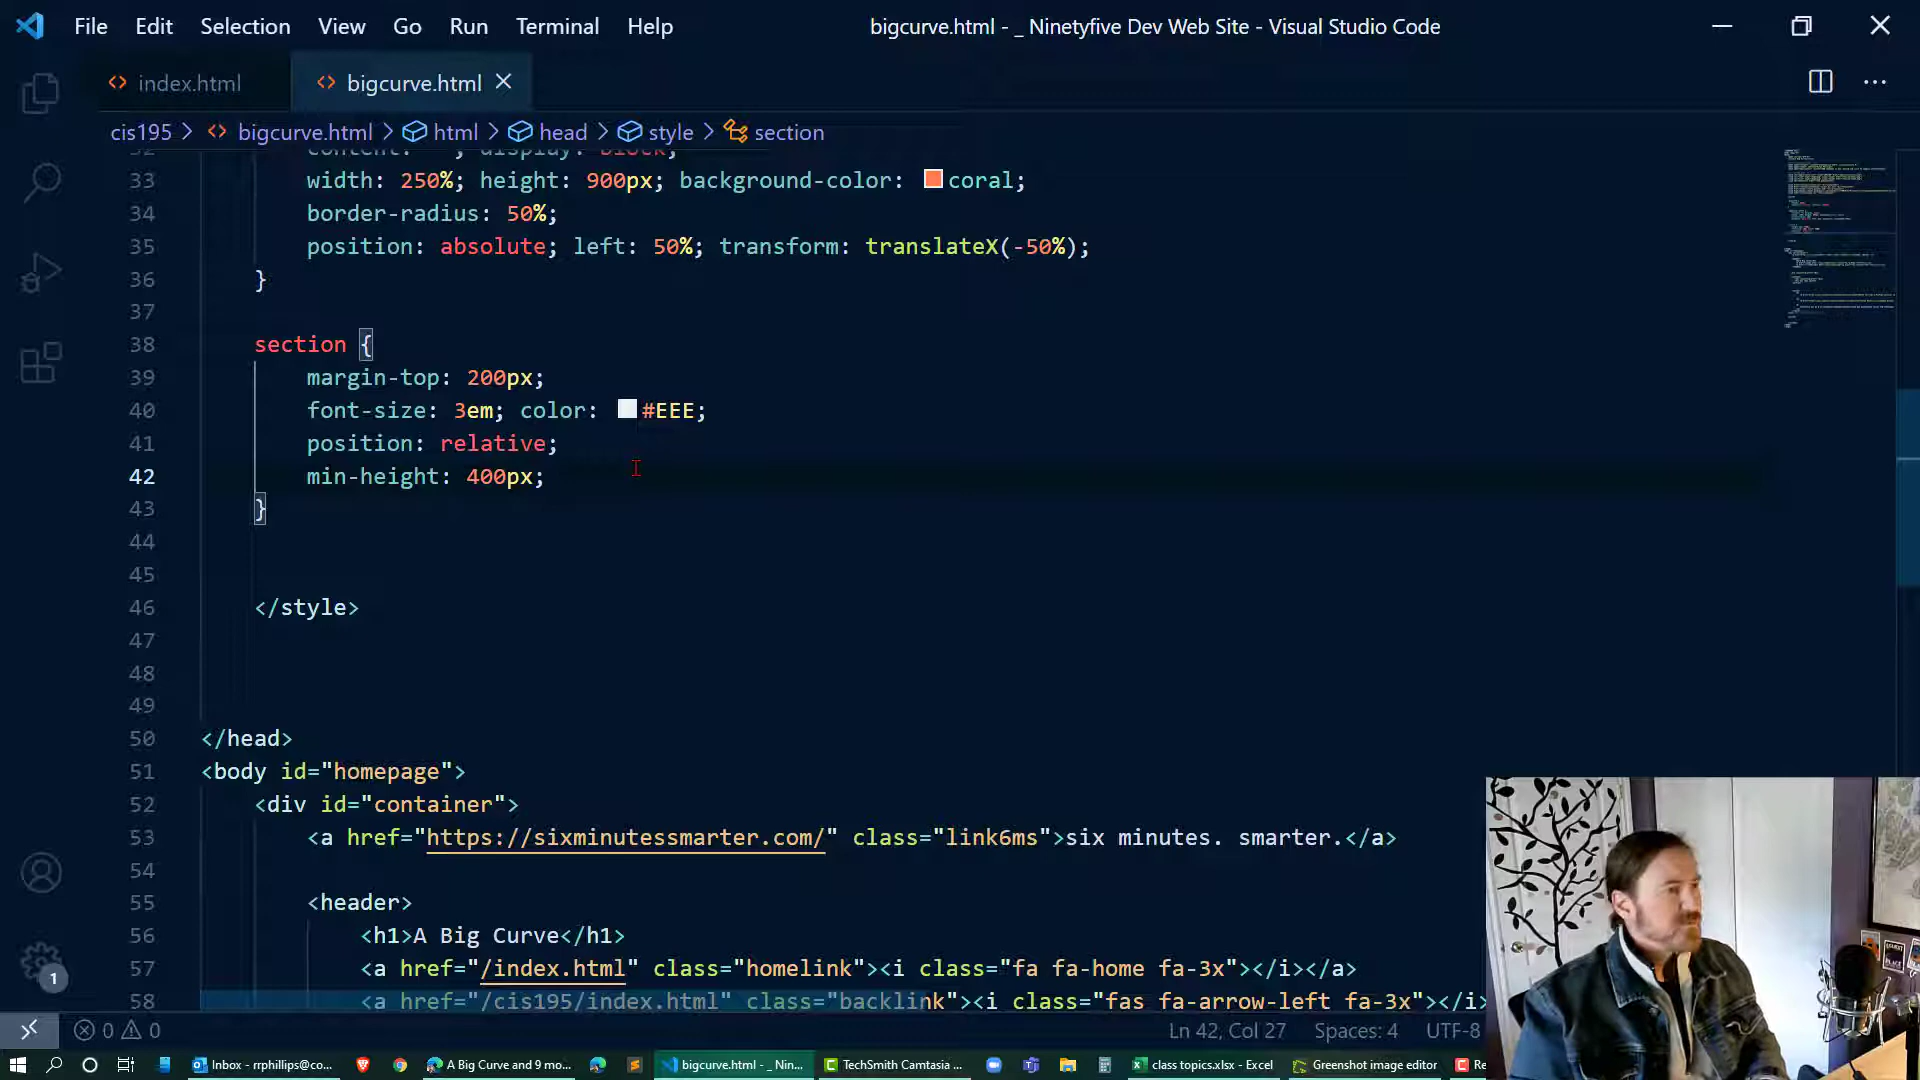 File Edit Selection View Go Run Terminal Help bigcurve.html - _ Ninetyfive Dev Web Site - Visual Studio Code
index.html bigcurve.html
cis195 > bigcurve.html > html > head > style > section
display: block;
33 width: 250%; height: 900px; background-color: coral;
34 border-radius: 50%;
35 position: absolute; left: 50%; transform: translateX(-50%);
36 }
37
38 section {
39 margin-top: 200px;
40 font-size: 3em; color: #EEE;
41 position: relative;
42 min-height: 400px;
43 }
44
45
46 </style>
47
48
49
50 </head>
51 <body id="homepage">
52 <div id="container">
53 <a href="https://sixminutessmarter.com/" class="link6ms">six minutes. smarter.</a>
54
55 <header>
56 <h1>A Big Curve</h1>
57 <a href="/index.html" class="homelink"><i class="fa fa-home fa-3x"></i></a>
58 <a href="/cis195/index.html" class="backlink"><i class="fas fa-arrow-left fa-3x"></i>
1
0 0 Ln 42, Col 27 Spaces: 4 UTF-8
Inbox - rrphillips@co... A Big Curve and 9 mo... bigcurve.html - _ Nin... TechSmith Camtasia ... class topics.xlsx - Excel Greenshot image editor Re